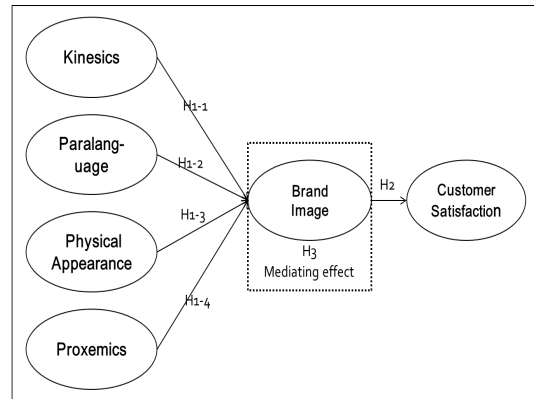 Kinesics
H1-1
Paralang-
uage
H1-2
Physical
Appearance
H1-3
Proxemics
H1-4
Brand
Image
H3
Mediating effect
H2
Customer
Satisfaction